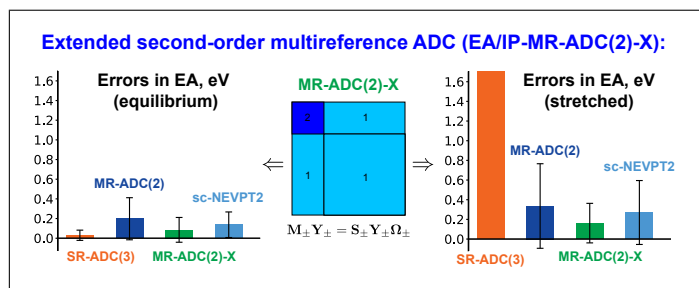 Extended second-order multireference ADC (EA/IP-MR-ADC(2)-X):
Errors in EA, eV
(equilibrium)
1.6
1.4
1.2
1.0
0.8
0.6
0.4
0.2
0.0
MR-ADC(2)
sc-NEVPT2
SR-ADC(3)
MR-ADC(2)-X
MR-ADC(2)-X
2
1
1
1
⇐
⇒
M±Y± = S±Y±Ω±
Errors in EA, eV
(stretched)
1.6
1.4
1.2
1.0
0.8
0.6
0.4
0.2
0.0
MR-ADC(2)
sc-NEVPT2
SR-ADC(3)
MR-ADC(2)-X